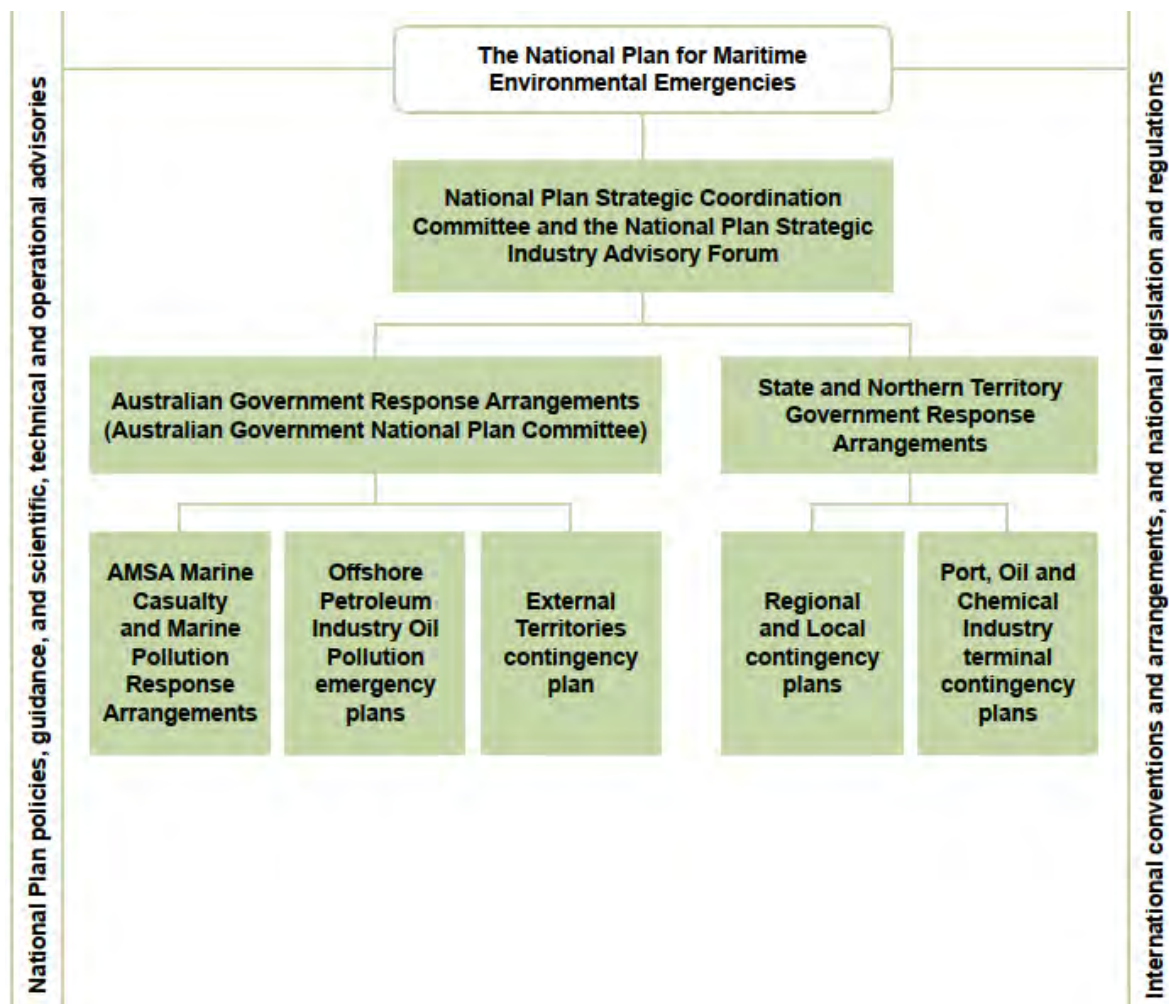 National Plan policies, guidance, and scientific, technical and operational advisories
The National Plan for Maritime
Environmental Emergencies
National Plan Strategic Coordination
Committee and the National Plan Strategic
Industry Advisory Forum
Australian Government Response Arrangements
(Australian Government National Plan Committee)
State and Northern Territory
Government Response
Arrangements
AMSA Marine
Casualty
and Marine
Pollution
Response
Arrangements
Offshore
Petroleum
Industry Oil
Pollution
emergency
plans
External
Territories
contingency
plan
Regional
and Local
contingency
plans
Port, Oil and
Chemical
Industry
terminal
contingency
plans
International conventions and arrangements, and national legislation and regulations